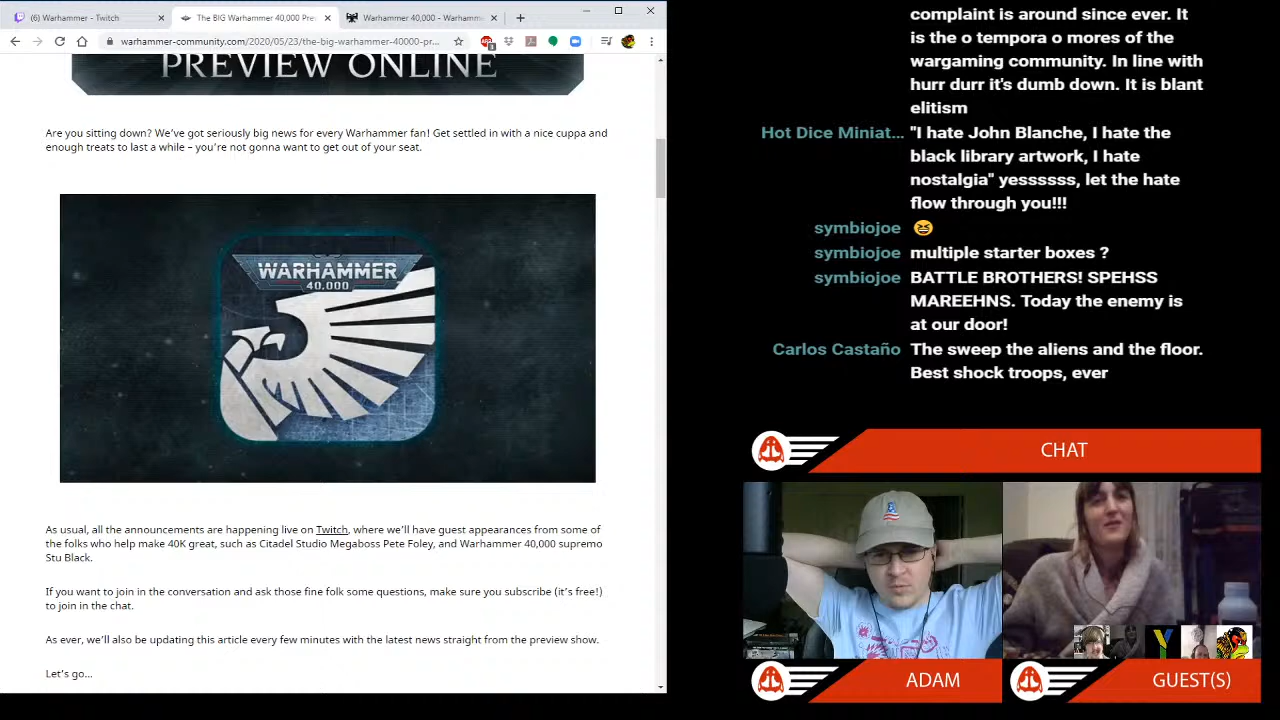 (6) Warhammer - Twitch
The BIG Warhammer 40,000 Pre
Warhammer 40,000 - Warhamm
warhammer-community.com/2020/05/23/the-big-warhammer-40000-pr...
PREVIEW ONLINE
Are you sitting down? We've got seriously big news for every Warhammer fan! Get settled in with a nice cuppa and
enough treats to last a while – you're not gonna want to get out of your seat.
WARHAMMER
40,000
As usual, all the announcements are happening live on Twitch, where we'll have guest appearances from some of
the folks who help make 40K great, such as Citadel Studio Megaboss Pete Foley, and Warhammer 40,000 supremo
Stu Black.
If you want to join in the conversation and ask those fine folk some questions, make sure you subscribe (it's free!)
to join in the chat.
As ever, we'll also be updating this article every few minutes with the latest news straight from the preview show.
Let's go...
complaint is around since ever. It
is the o tempora o mores of the
wargaming community. In line with
hurr durr it's dumb down. It is blant
elitism
Hot Dice Miniat... "I hate John Blanche, I hate the
black library artwork, I hate
nostalgia" yessssss, let the hate
flow through you!!!
symbiojoe 😆
symbiojoe multiple starter boxes ?
symbiojoe BATTLE BROTHERS! SPEHSS
MAREEHNS. Today the enemy is
at our door!
Carlos Castaño The sweep the aliens and the floor.
Best shock troops, ever
CHAT
ADAM
GUEST(S)